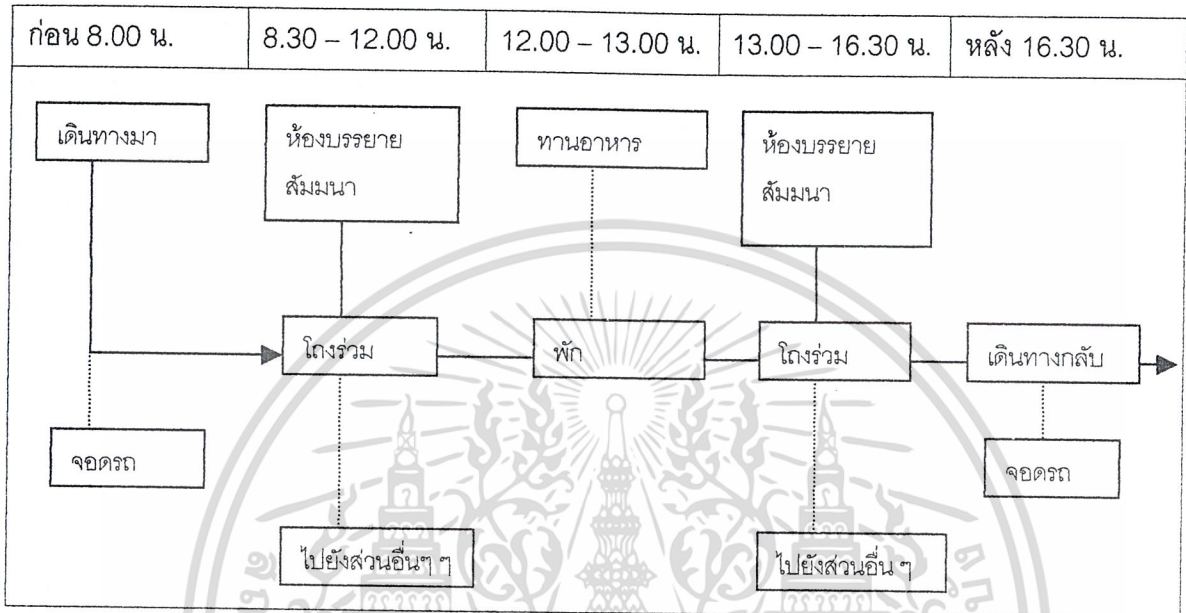 ก่อน 8.00 น.
8.30 – 12.00 น.
12.00 – 13.00 น.
13.00 – 16.30 น.
หลัง 16.30 น.
เดินทางมา
ห้องบรรยาย
สัมมนา
ทานอาหาร
ห้องบรรยาย
สัมมนา
โถงร่วม
พัก
โถงร่วม
เดินทางกลับ
จอดรถ
จอดรถ
ไปยังส่วนอื่นๆ ๆ
ไปยังส่วนอื่น ๆ